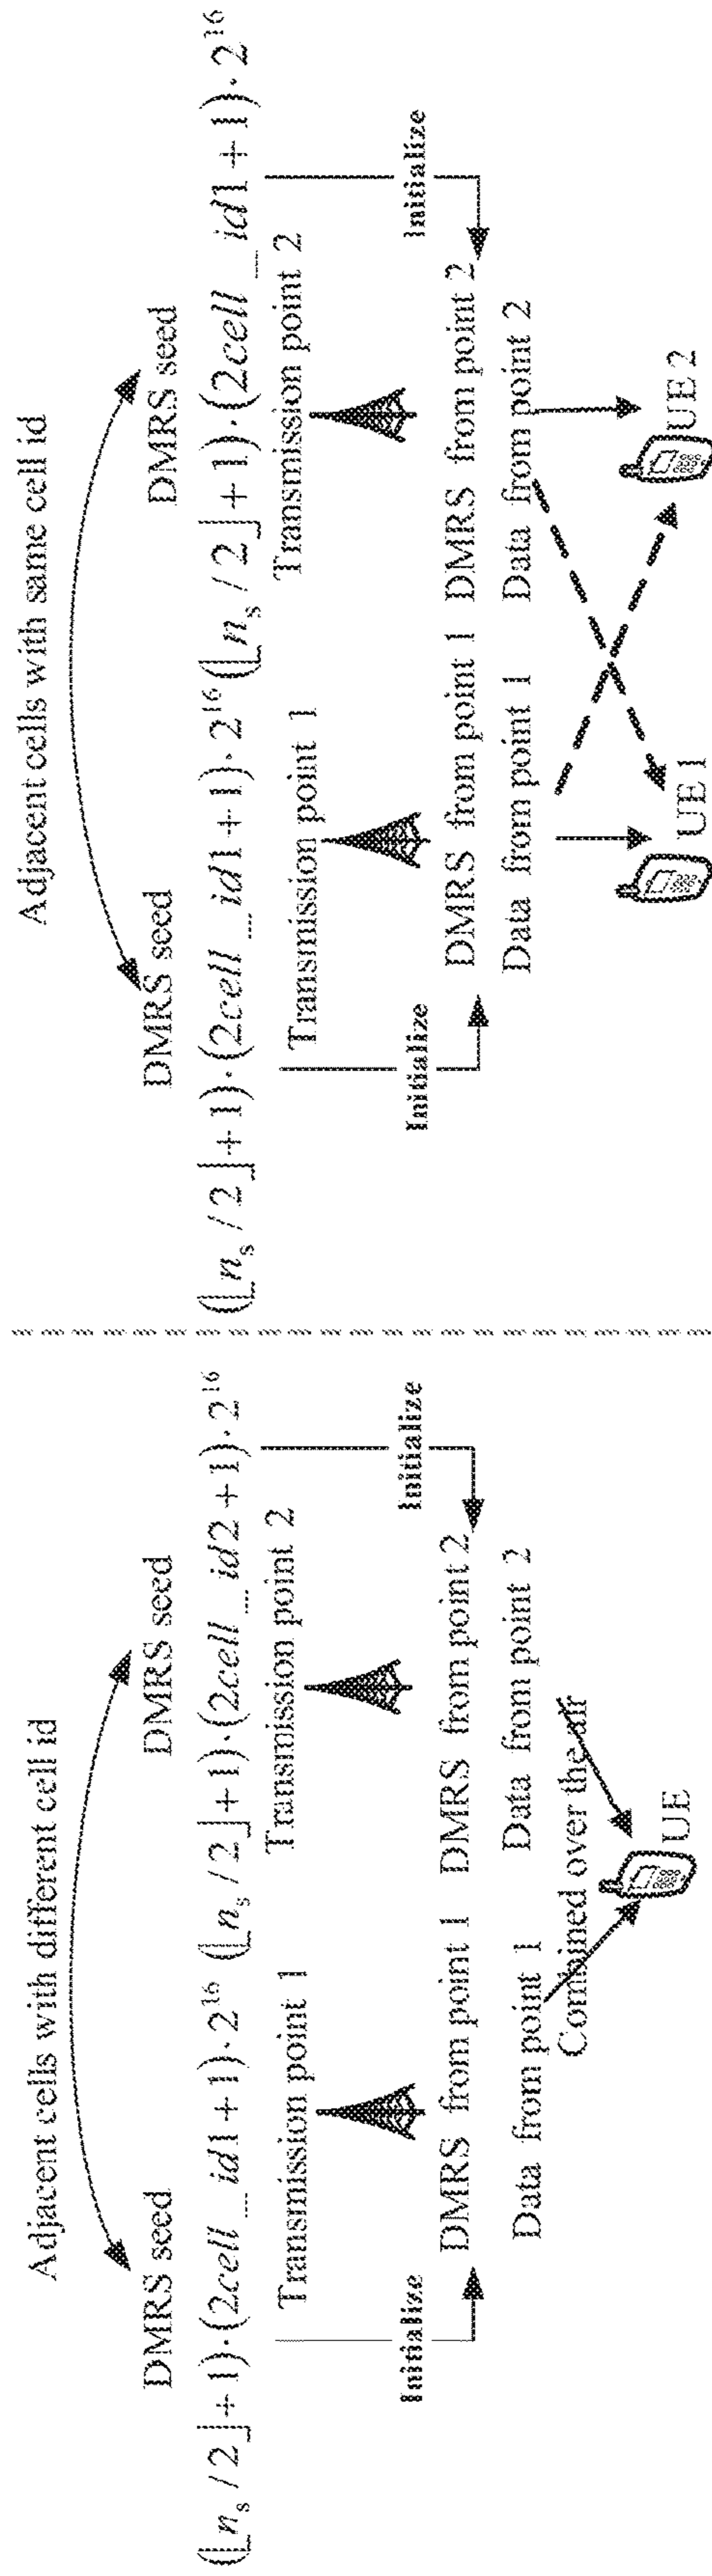 Adjacent cells with different cell id
DMRS seed DMRS seed
(⌊n_s / 2⌋+1)·(2cell_id1+1)·2^16 (⌊n_s / 2⌋+1)·(2cell_id2+1)·2^16
Transmission point 1 Transmission point 2
Initialize Initialize
DMRS from point 1 DMRS from point 2
Data from point 1 Data from point 2
Combined over the air
UE
Adjacent cells with same cell id
DMRS seed DMRS seed
(⌊n_s / 2⌋+1)·(2cell_id1+1)·2^16 (⌊n_s / 2⌋+1)·(2cell_id1+1)·2^16
Transmission point 1 Transmission point 2
Initialize Initialize
DMRS from point 1 DMRS from point 2
Data from point 1 Data from point 2
UE 1 UE 2